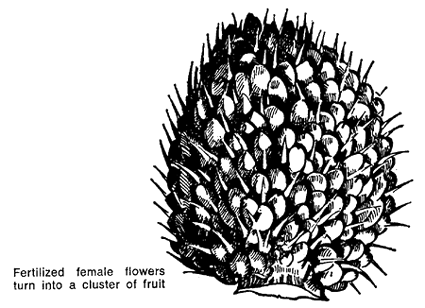 Fertilized female flowers
turn into a cluster of fruit